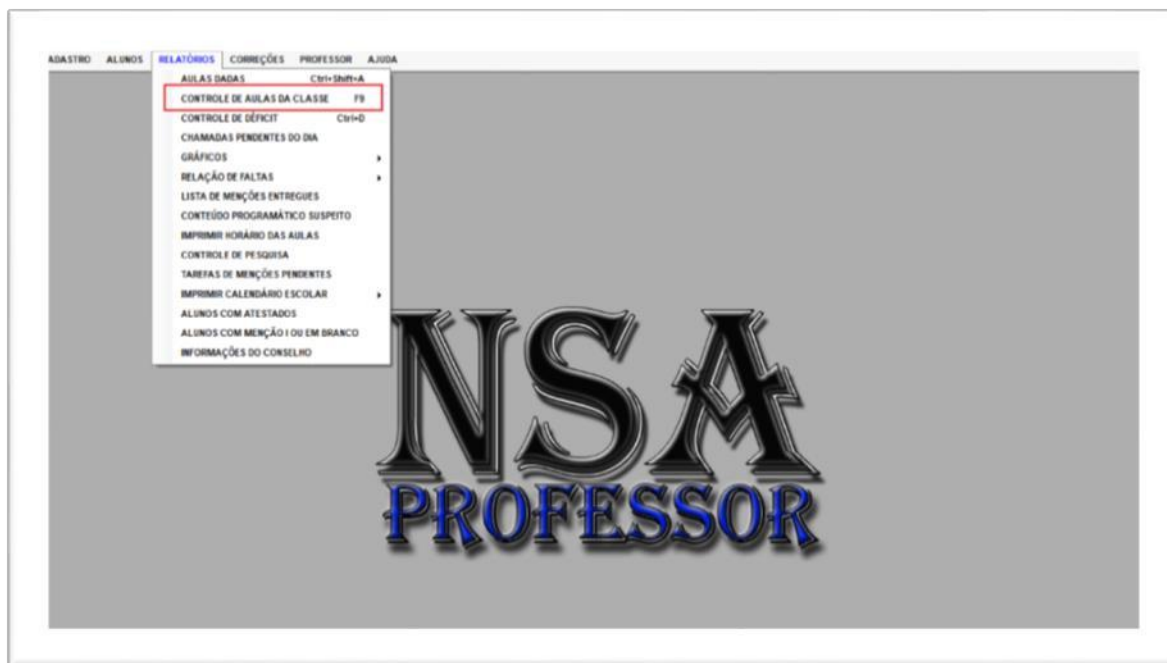 ADASTRO ALUNOS RELATÓRIOS CORREÇÕES PROFESSOR AJUDA
AULAS DADAS Ctrl+Shift+A
CONTROLE DE AULAS DA CLASSE F9
CONTROLE DE DÉFICIT Ctrl+D
CHAMADAS PENDENTES DO DIA
GRÁFICOS
RELAÇÃO DE FALTAS
LISTA DE MENÇÕES ENTREGUES
CONTEÚDO PROGRAMÁTICO SUSPEITO
IMPRIMIR HORÁRIO DAS AULAS
CONTROLE DE PESQUISA
TAREFAS DE MENÇÕES PENDENTES
IMPRIMIR CALENDÁRIO ESCOLAR
ALUNOS COM ATESTADOS
ALUNOS COM MENÇÃO I OU EM BRANCO
INFORMAÇÕES DO CONSELHO
NSA
PROFESSOR